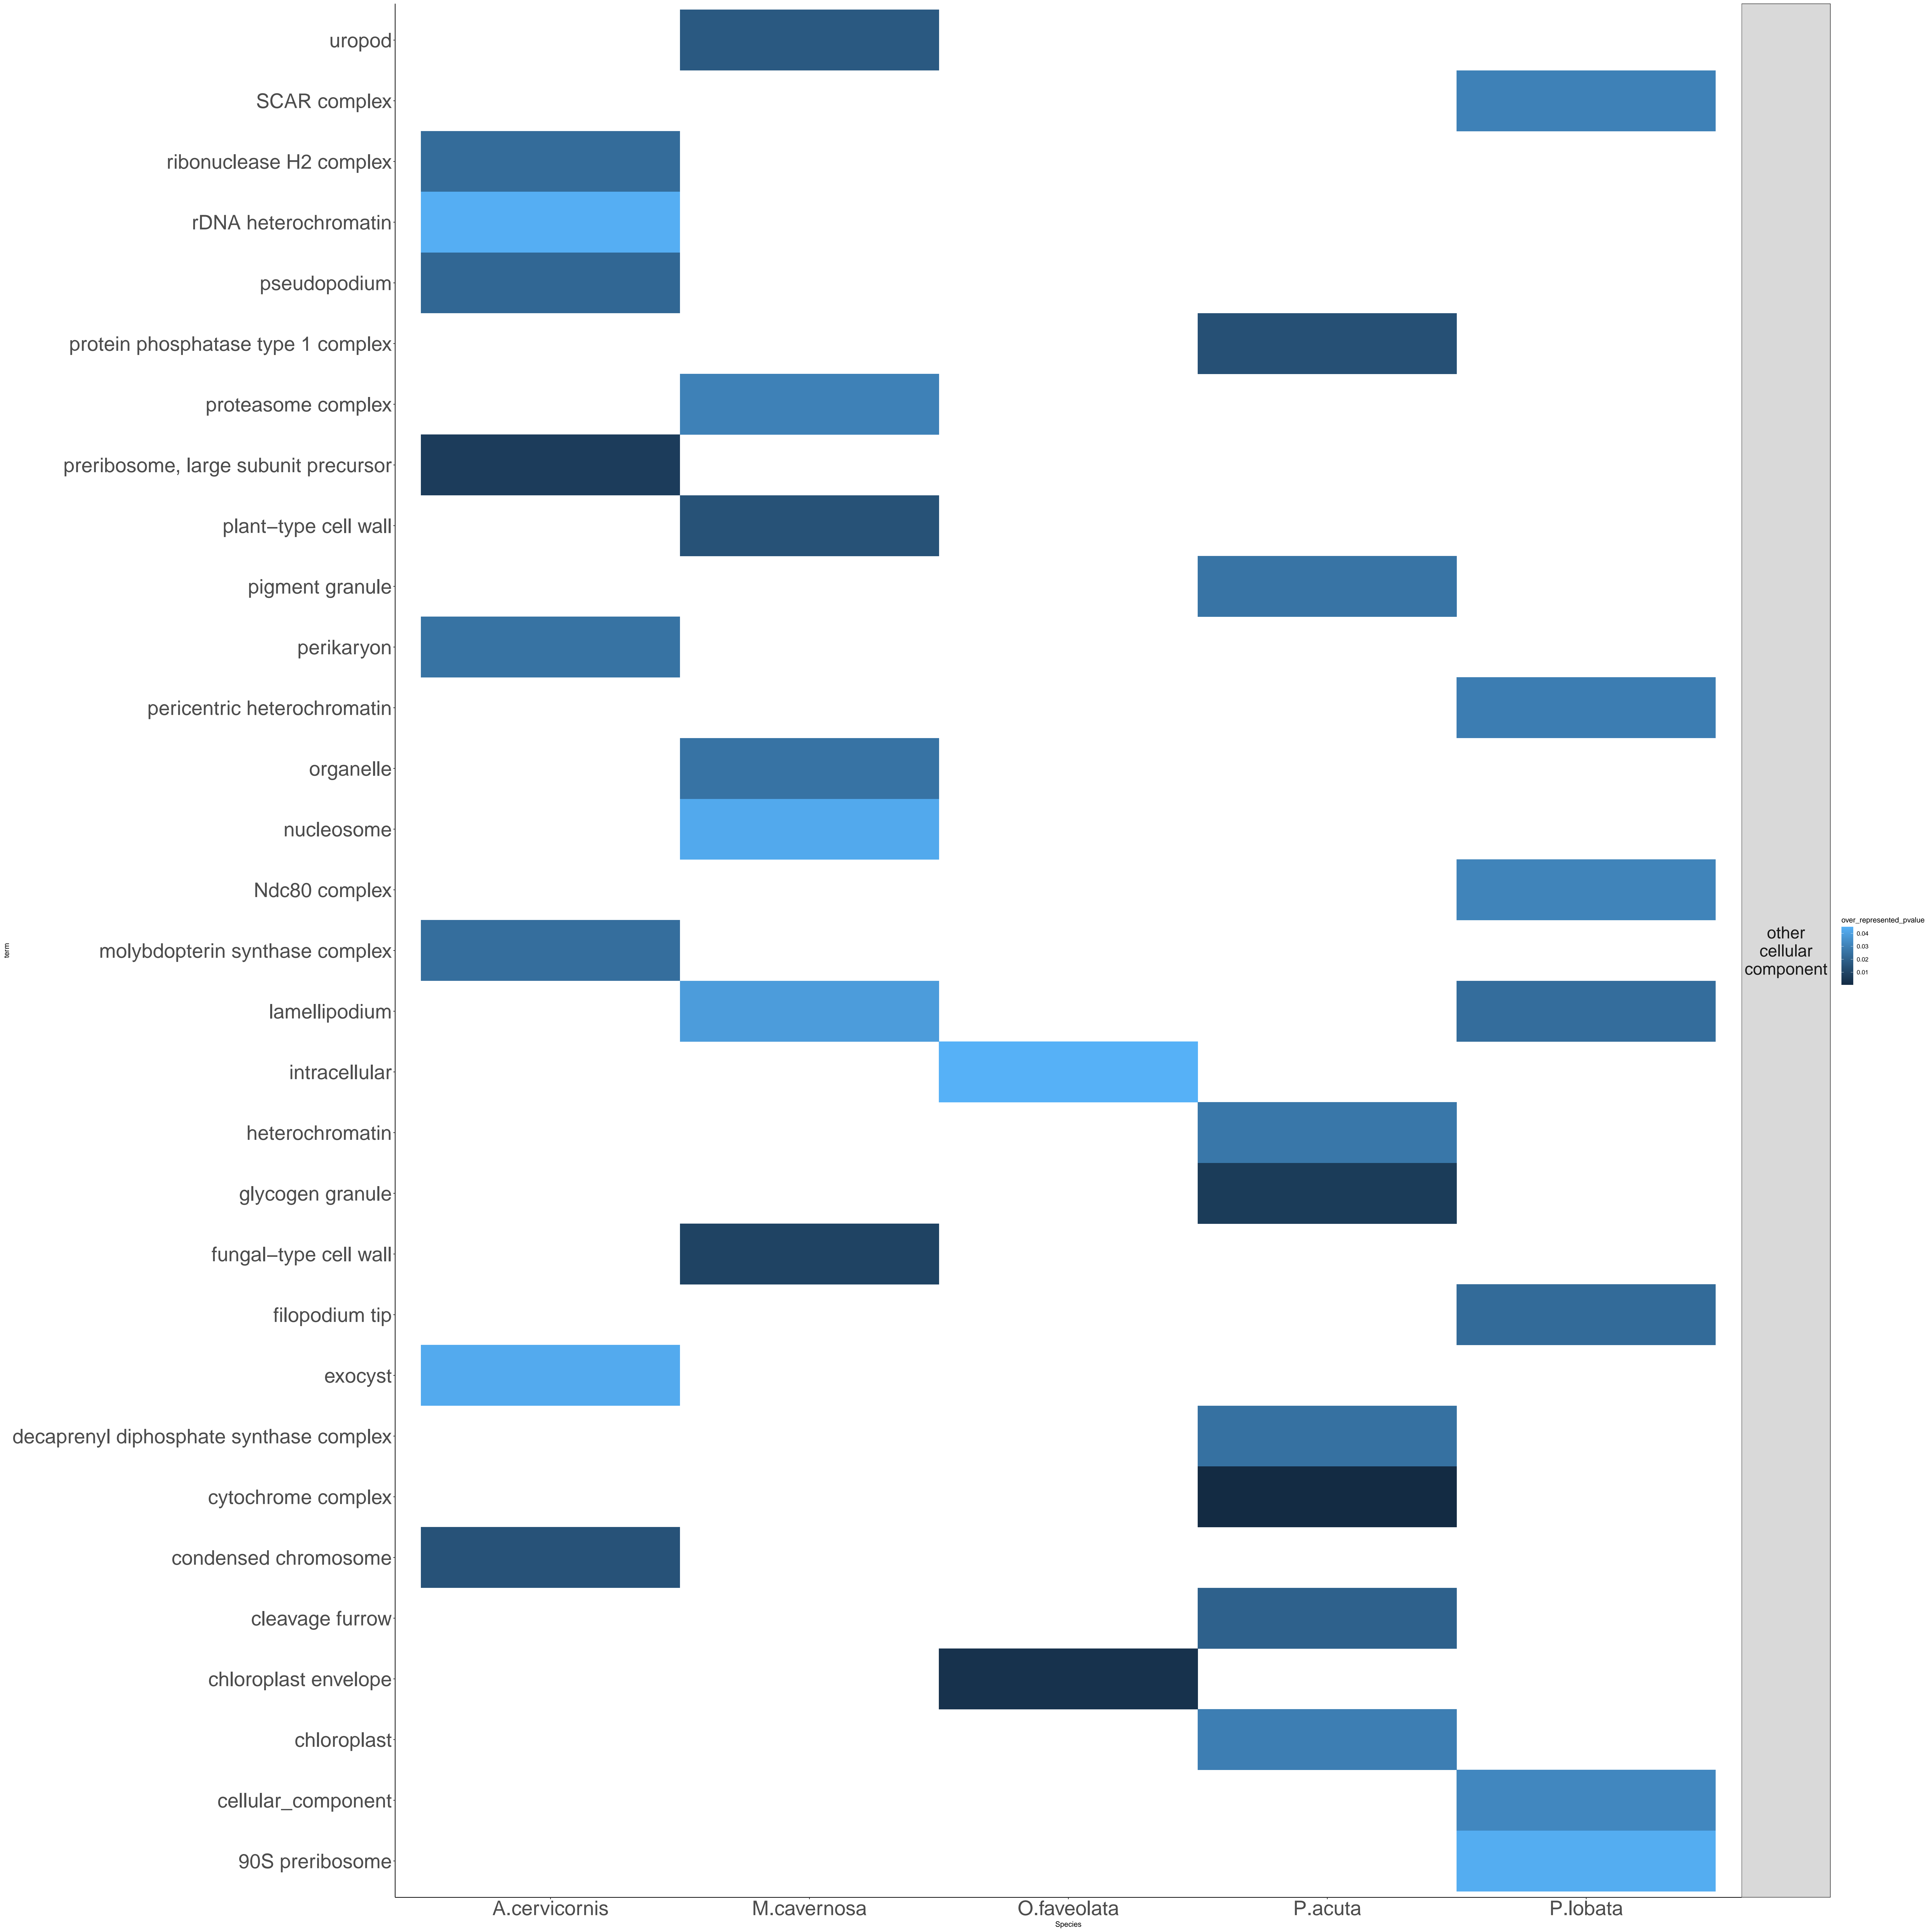 uropod
SCAR complex
ribonuclease H2 complex
rDNA heterochromatin
pseudopodium
protein phosphatase type 1 complex
proteasome complex
preribosome, large subunit precursor
plant−type cell wall
pigment granule
perikaryon
pericentric heterochromatin
organelle
nucleosome
Ndc80 complex
molybdopterin synthase complex
lamellipodium
intracellular
heterochromatin
glycogen granule
fungal−type cell wall
filopodium tip
exocyst
decaprenyl diphosphate synthase complex
cytochrome complex
condensed chromosome
cleavage furrow
chloroplast envelope
chloroplast
cellular_component
90S preribosome
term
A.cervicornis M.cavernosa O.faveolata P.acuta P.lobata
Species
other
cellular
component
over_represented_pvalue
0.04
0.03
0.02
0.01